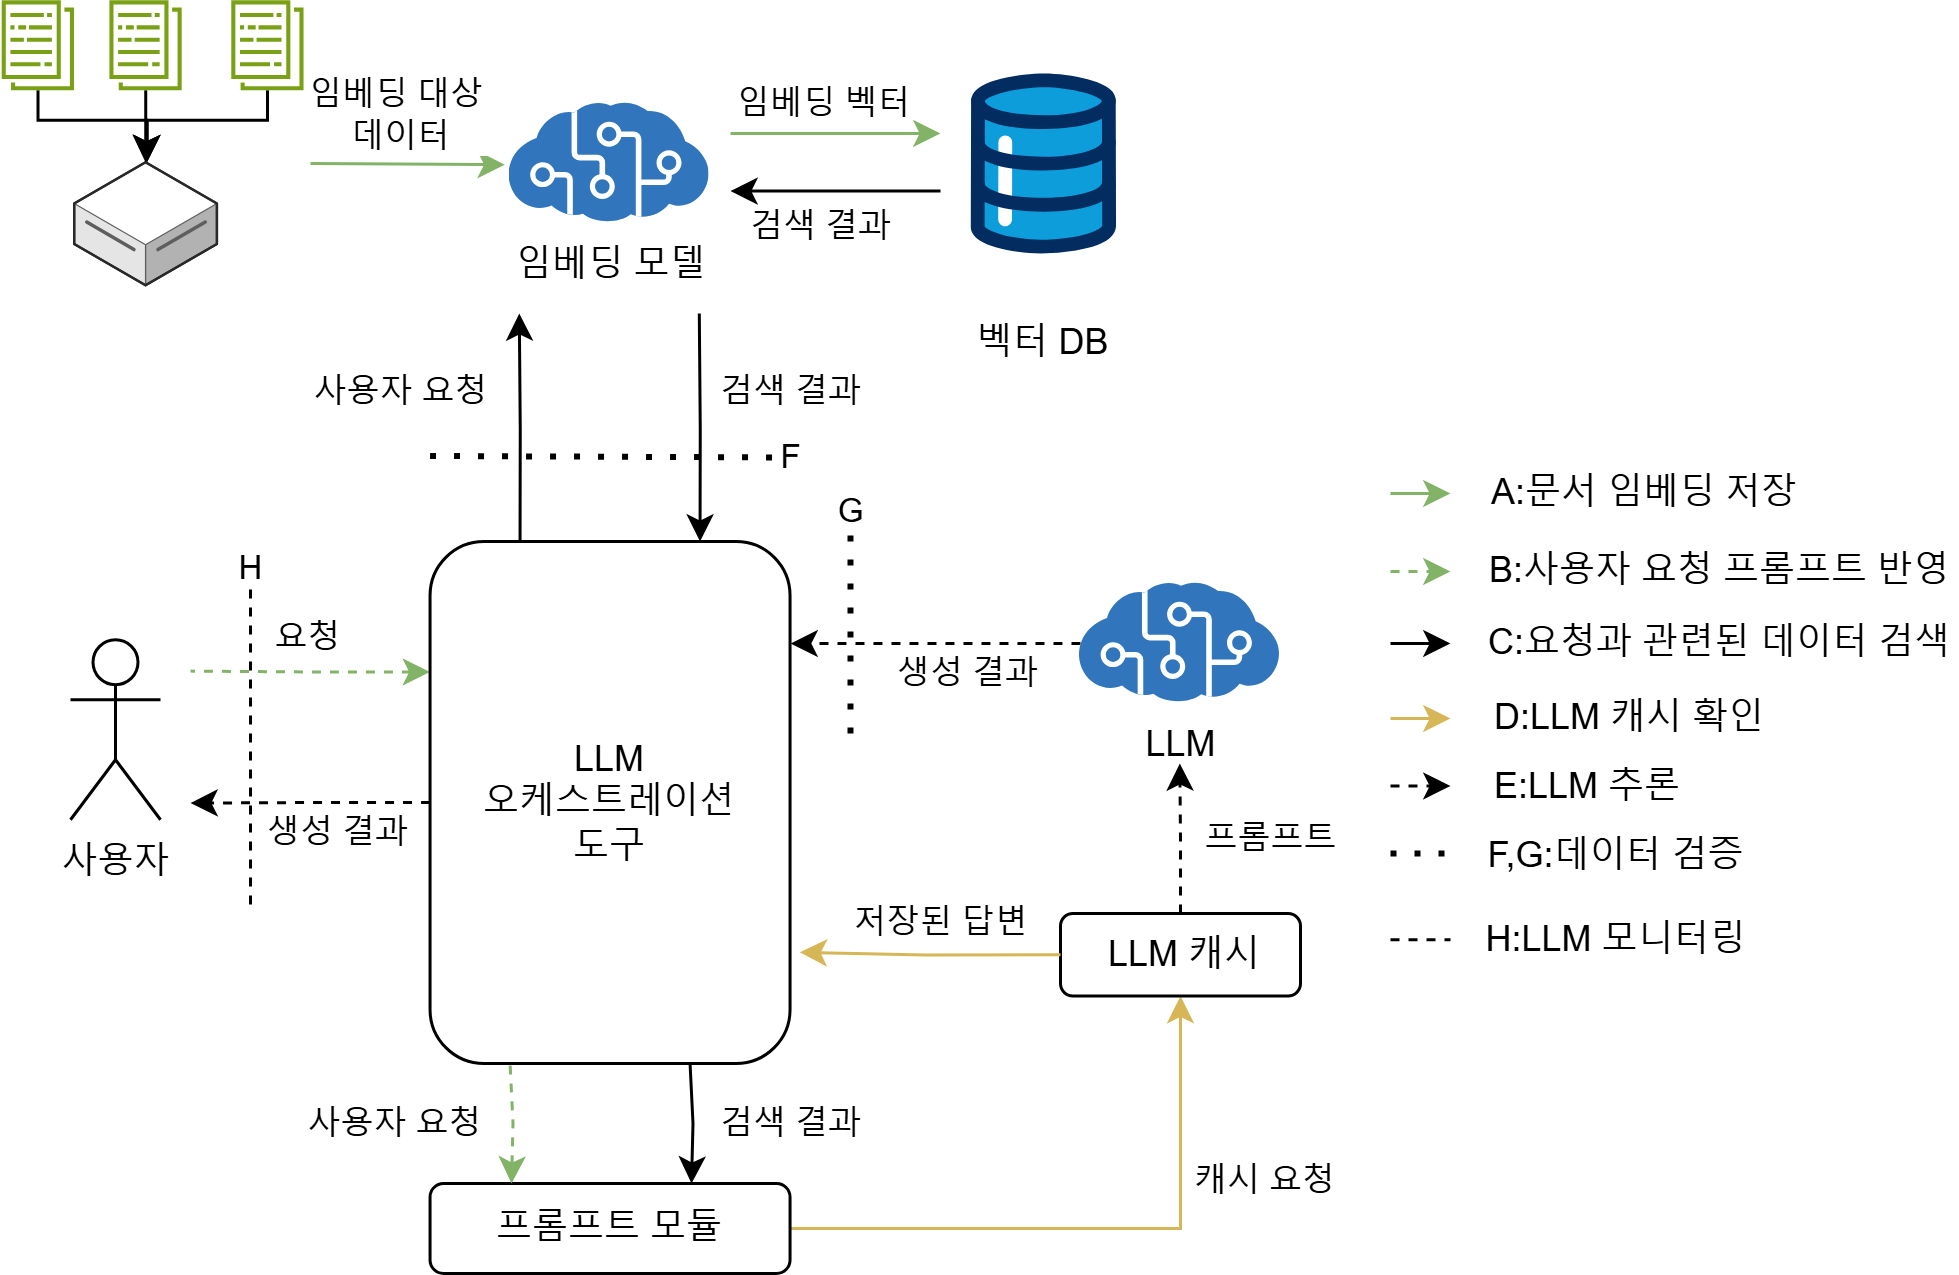 임베딩 대상
데이터
임베딩 벡터
검색 결과
임베딩 모델
벡터 DB
사용자 요청
검색 결과
F
G
H
요청
생성 결과
사용자
LLM
오케스트레이션
도구
생성 결과
LLM
프롬프트
저장된 답변
LLM 캐시
사용자 요청
검색 결과
캐시 요청
프롬프트 모듈
A:문서 임베딩 저장
B:사용자 요청 프롬프트 반영
C:요청과 관련된 데이터 검색
D:LLM 캐시 확인
E:LLM 추론
F,G:데이터 검증
H:LLM 모니터링